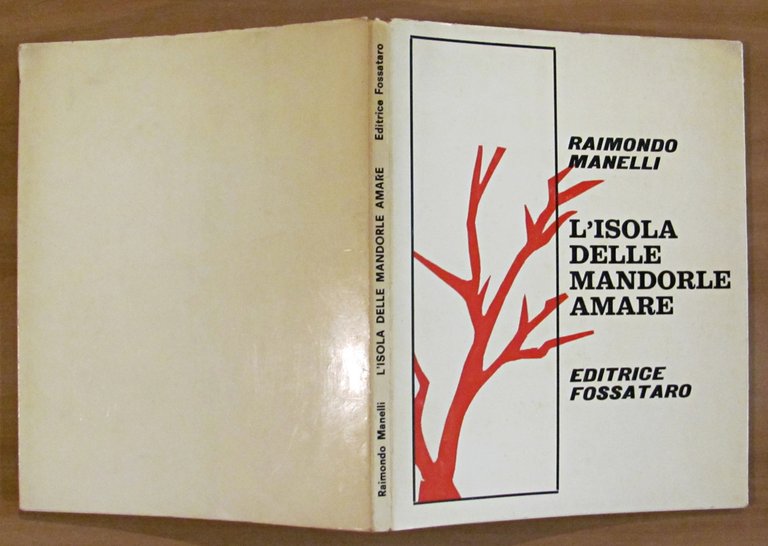 Raimondo Manelli L'ISOLA DELLE MANDORLE AMARE Editrice Fossataro
RAIMONDO
MANELLI
L'ISOLA
DELLE
MANDORLE
AMARE
EDITRICE
FOSSATARO